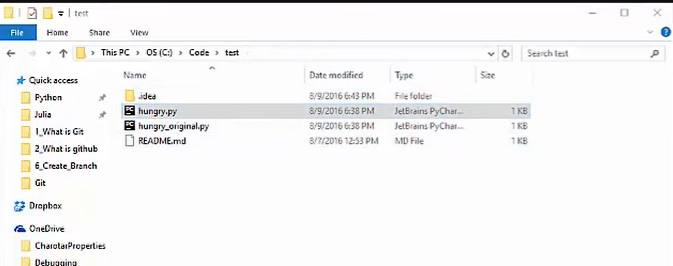 test
File Home Share View
This PC > OS (C:) > Code > test
Search test
Name Date modified Type Size
.idea 8/9/2016 6:43 PM File folder
hungry.py 8/9/2016 6:38 PM JetBrains PyChar... 1 KB
hungry_original.py 8/9/2016 6:38 PM JetBrains PyChar... 1 KB
README.md 8/7/2016 12:53 PM MD File 1 KB
Quick access
Python
Julia
1_What is Git
2_What is github
6_Create_Branch
Git
Dropbox
OneDrive
CharotarProperties
Debugging